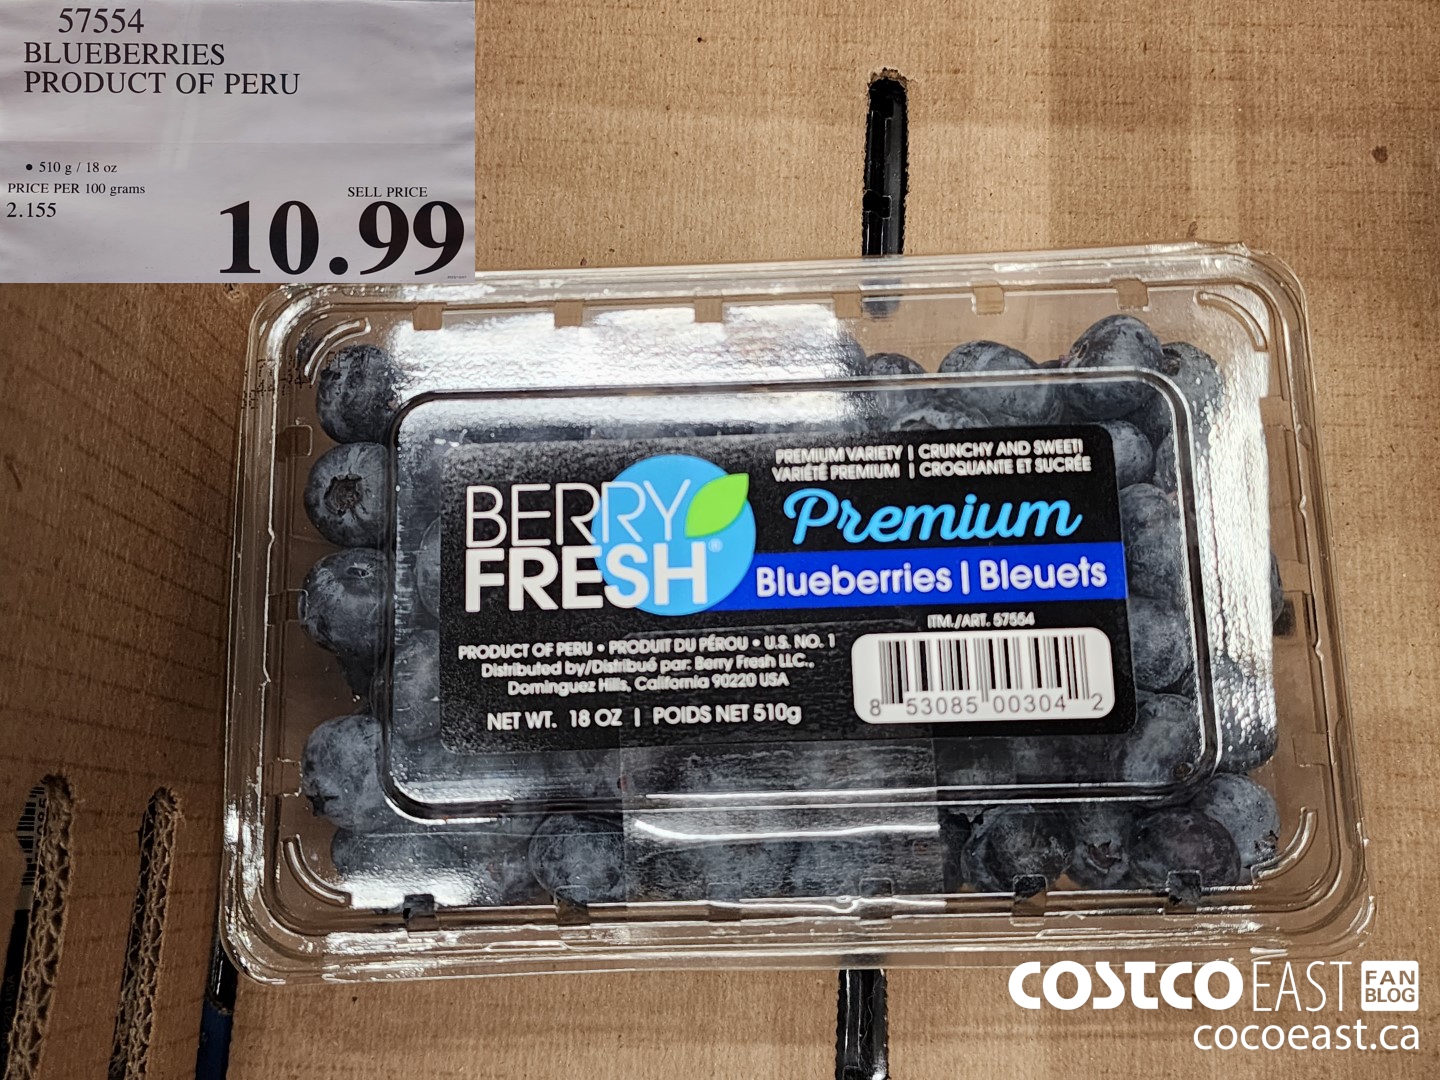 57554
BLUEBERRIES
PRODUCT OF PERU
• 510 g / 18 oz
PRICE PER 100 grams
2.155
SELL PRICE
10.99
PREMIUM VARIETY | CRUNCHY AND SWEET!
VARIÉTÉ PREMIUM | CROQUANTE ET SUCRÉE
BERRY
FRESH®
Premium
Blueberries | Bleuets
ITM./ART. 57554
PRODUCT OF PERU • PRODUIT DU PÉROU • U.S. NO. 1
Distributed by/Distribué par: Berry Fresh LLC.,
Dominguez Hills, California 90220 USA
NET WT. 18 OZ | POIDS NET 510g
8 53085 00304 2
COSTCO EAST FAN BLOG
cocoeast.ca